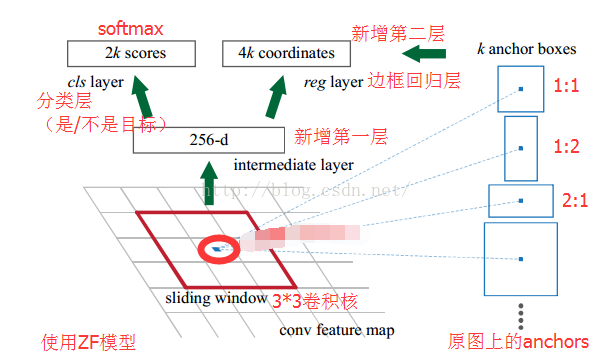 softmax
2k scores
4k coordinates
新增第二层
k anchor boxes
cls layer
reg layer
边框回归层
1:1
分类层
(是/不是目标)
256-d
新增第一层
1:2
intermediate layer
http://blog.csdn.net/
2:1
sliding window
3*3卷积核
conv feature map
使用ZF模型
原图上的anchors